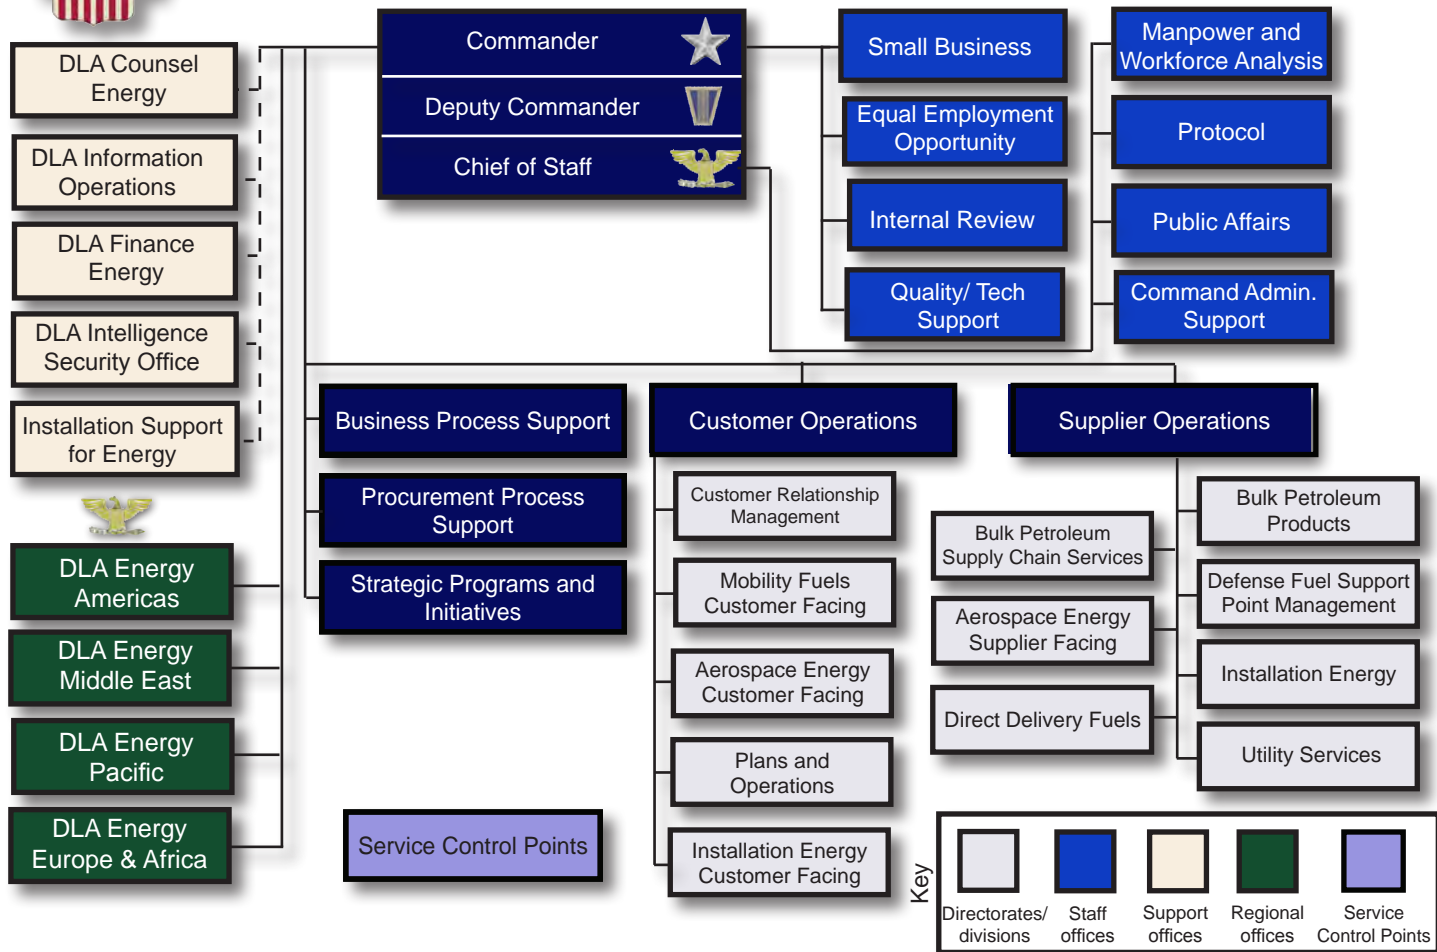 DLA Counsel
Energy
DLA Information
Operations
DLA Finance
Energy
DLA Intelligence
Security Office
Installation Support
for Energy
Commander
Deputy Commander
Chief of Staff
Small Business
Equal Employment
Opportunity
Internal Review
Quality/ Tech
Support
Manpower and
Workforce Analysis
Protocol
Public Affairs
Command Admin.
Support
DLA Energy
Americas
DLA Energy
Middle East
DLA Energy
Pacific
DLA Energy
Europe & Africa
Business Process Support
Procurement Process
Support
Strategic Programs and
Initiatives
Service Control Points
Customer Operations
Customer Relationship
Management
Mobility Fuels
Customer Facing
Aerospace Energy
Customer Facing
Plans and
Operations
Installation Energy
Customer Facing
Supplier Operations
Bulk Petroleum
Supply Chain Services
Aerospace Energy
Supplier Facing
Direct Delivery Fuels
Bulk Petroleum
Products
Defense Fuel Support
Point Management
Installation Energy
Utility Services
Key
Directorates/
divisions
Staff
offices
Support
offices
Regional
offices
Service
Control Points